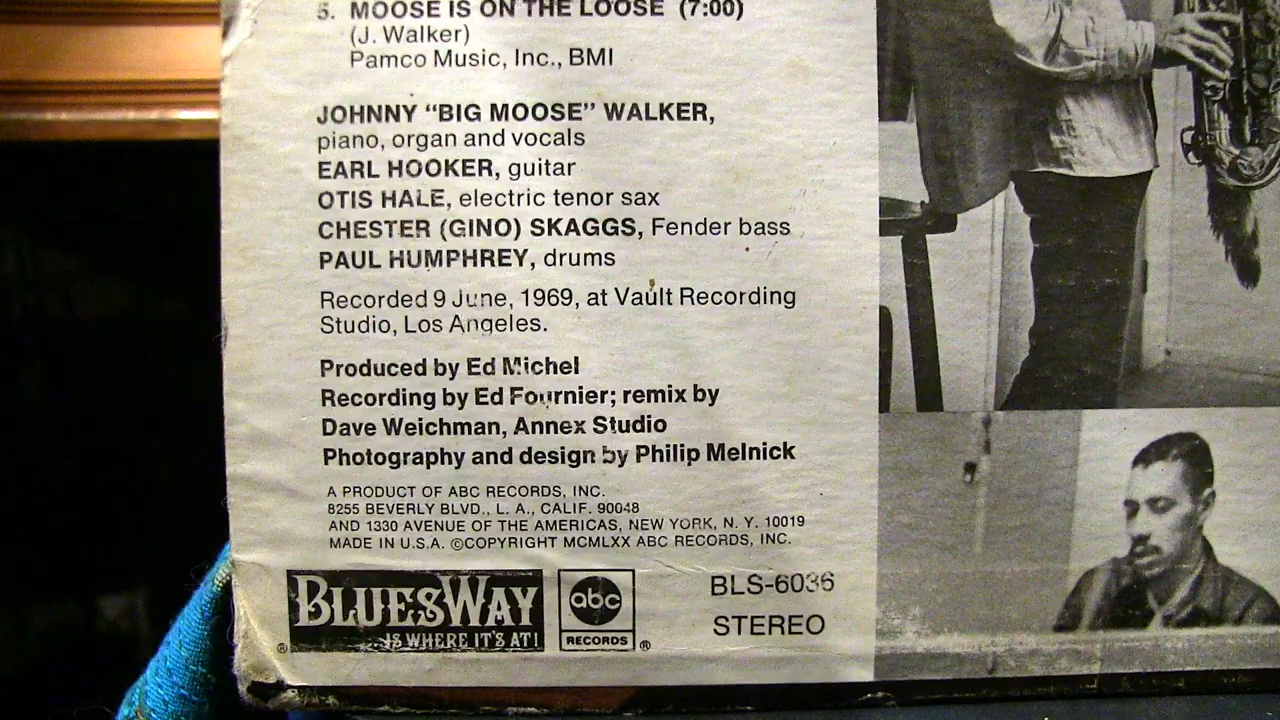 5. MOOSE IS ON THE LOOSE (7:00)
(J. Walker)
Pamco Music, Inc., BMI
JOHNNY “BIG MOOSE” WALKER,
piano, organ and vocals
EARL HOOKER, guitar
OTIS HALE, electric tenor sax
CHESTER (GINO) SKAGGS, Fender bass
PAUL HUMPHREY, drums
Recorded 9 June, 1969, at Vault Recording
Studio, Los Angeles.
Produced by Ed Michel
Recording by Ed Fournier; remix by
Dave Weichman, Annex Studio
Photography and design by Philip Melnick
A PRODUCT OF ABC RECORDS, INC.
8255 BEVERLY BLVD., L. A., CALIF. 90048
AND 1330 AVENUE OF THE AMERICAS, NEW YORK, N. Y. 10019
MADE IN U.S.A. ©COPYRIGHT MCMLXX ABC RECORDS, INC.
BLUESWAY
IS WHERE IT'S AT!
®
abc
RECORDS
®
BLS-6036
STEREO